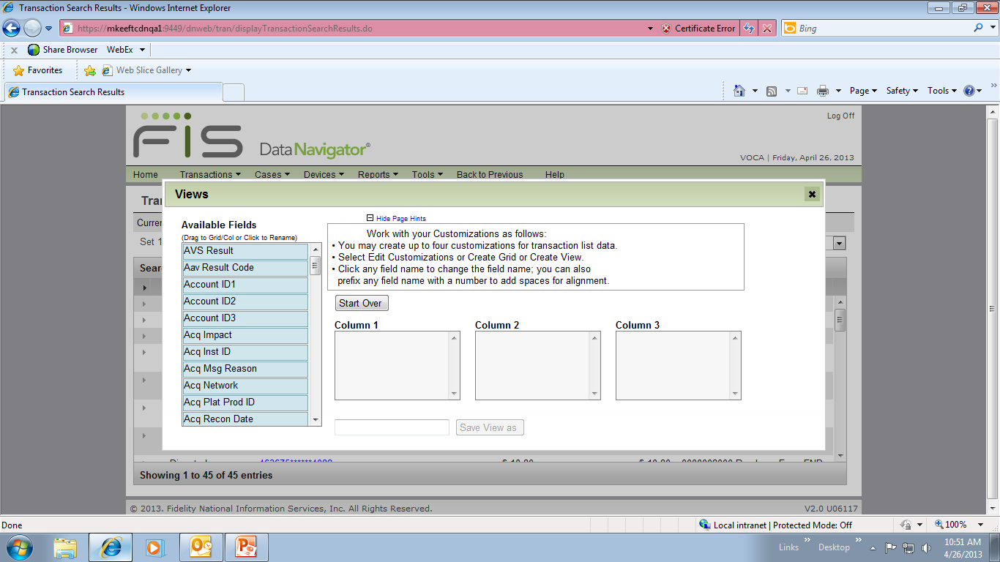 Transaction Search Results - Windows Internet Explorer
https://mkeeftcdnqa1:9449/dnweb/tran/displayTransactionSearchResults.do
Certificate Error
Bing
x Share Browser WebEx
Favorites
Web Slice Gallery
Transaction Search Results
Page Safety Tools
Log Off
FIS
DataNavigator®
VOCA | Friday, April 26, 2013
Home Transactions Cases Devices Reports Tools Back to Previous Help
Views
Available Fields
(Drag to Grid/Col or Click to Rename)
AVS Result
Aav Result Code
Account ID1
Account ID2
Account ID3
Acq Impact
Acq Inst ID
Acq Msg Reason
Acq Network
Acq Plat Prod ID
Acq Recon Date
Hide Page Hints
Work with your Customizations as follows:
• You may create up to four customizations for transaction list data.
• Select Edit Customizations or Create Grid or Create View.
• Click any field name to change the field name; you can also
prefix any field name with a number to add spaces for alignment.
Start Over
Column 1 Column 2 Column 3
Save View as
Set 1
Showing 1 to 45 of 45 entries
© 2013. Fidelity National Information Services, Inc. All Rights Reserved.
V2.0 U06117
Done
Local intranet | Protected Mode: Off
100%
Links
Desktop
10:51 AM
4/26/2013